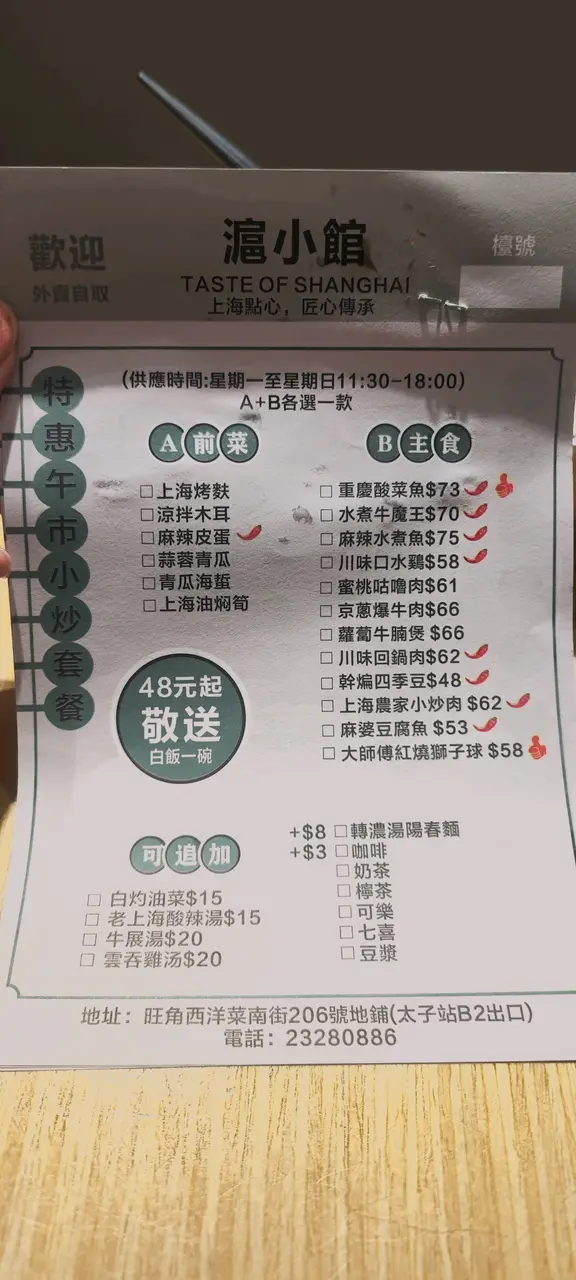 歡迎
外賣自取
滬小館
TASTE OF SHANGHAI
上海點心，匠心傳承
檯號
特惠午市小炒套餐
(供應時間:星期一至星期日11:30-18:00)
A+B各選一款
A前菜
□上海烤麩
□涼拌木耳
□麻辣皮蛋
□蒜蓉青瓜
□青瓜海蜇
□上海油焖筍
48元起
敬送
白飯一碗
B主食
□ 重慶酸菜魚$73
□ 水煮牛魔王$70
□ 麻辣水煮魚$75
□ 川味口水鷄$58
□ 蜜桃咕嚕肉$61
□ 京蔥爆牛肉$66
□ 蘿蔔牛腩煲 $66
□ 川味回鍋肉$62
□ 幹煸四季豆$48
□ 上海農家小炒肉 $62
□ 麻婆豆腐魚 $53
□ 大師傅紅燒獅子球 $58
可追加
□ 白灼油菜$15
□ 老上海酸辣湯$15
□ 牛展湯$20
□ 雲吞雞汤$20
+$8 □轉濃湯陽春麵
+$3 □咖啡
□奶茶
□檸茶
□可樂
□七喜
□豆漿
地址：旺角西洋菜南街206號地鋪(太子站B2出口)
電話：23280886